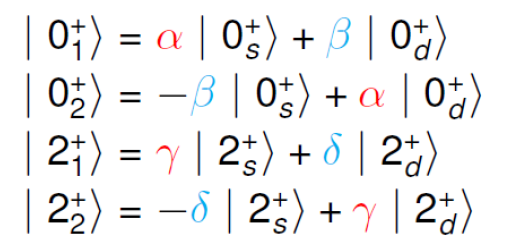 | 0₁⁺⟩ = α | 0ₛ⁺⟩ + β | 0_d⁺⟩
| 0₂⁺⟩ = −β | 0ₛ⁺⟩ + α | 0_d⁺⟩
| 2₁⁺⟩ = γ | 2ₛ⁺⟩ + δ | 2_d⁺⟩
| 2₂⁺⟩ = −δ | 2ₛ⁺⟩ + γ | 2_d⁺⟩